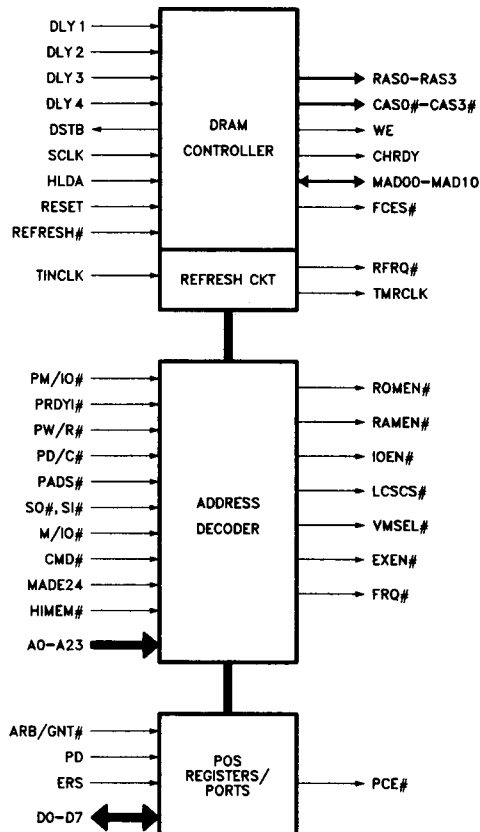 DLY 1
DLY 2
DLY 3
DLY 4
DSTB
SCLK
HLDA
RESET
REFRESH#
TINCLK
DRAM
CONTROLLER
REFRESH CKT
RAS0-RAS3
CAS0#-CAS3#
WE
CHRDY
MAD00-MAD10
FCES#
RFRQ#
TMRCLK
PM/IO#
PRDYI#
PW/R#
PD/C#
PADS#
SO#, SI#
M/IO#
CMD#
MADE24
HIMEM#
A0-A23
ADDRESS
DECODER
ROMEN#
RAMEN#
IOEN#
LCSCS#
VMSEL#
EXEN#
FRQ#
ARB/GNT#
PD
ERS
D0-D7
POS
REGISTERS/
PORTS
PCE#